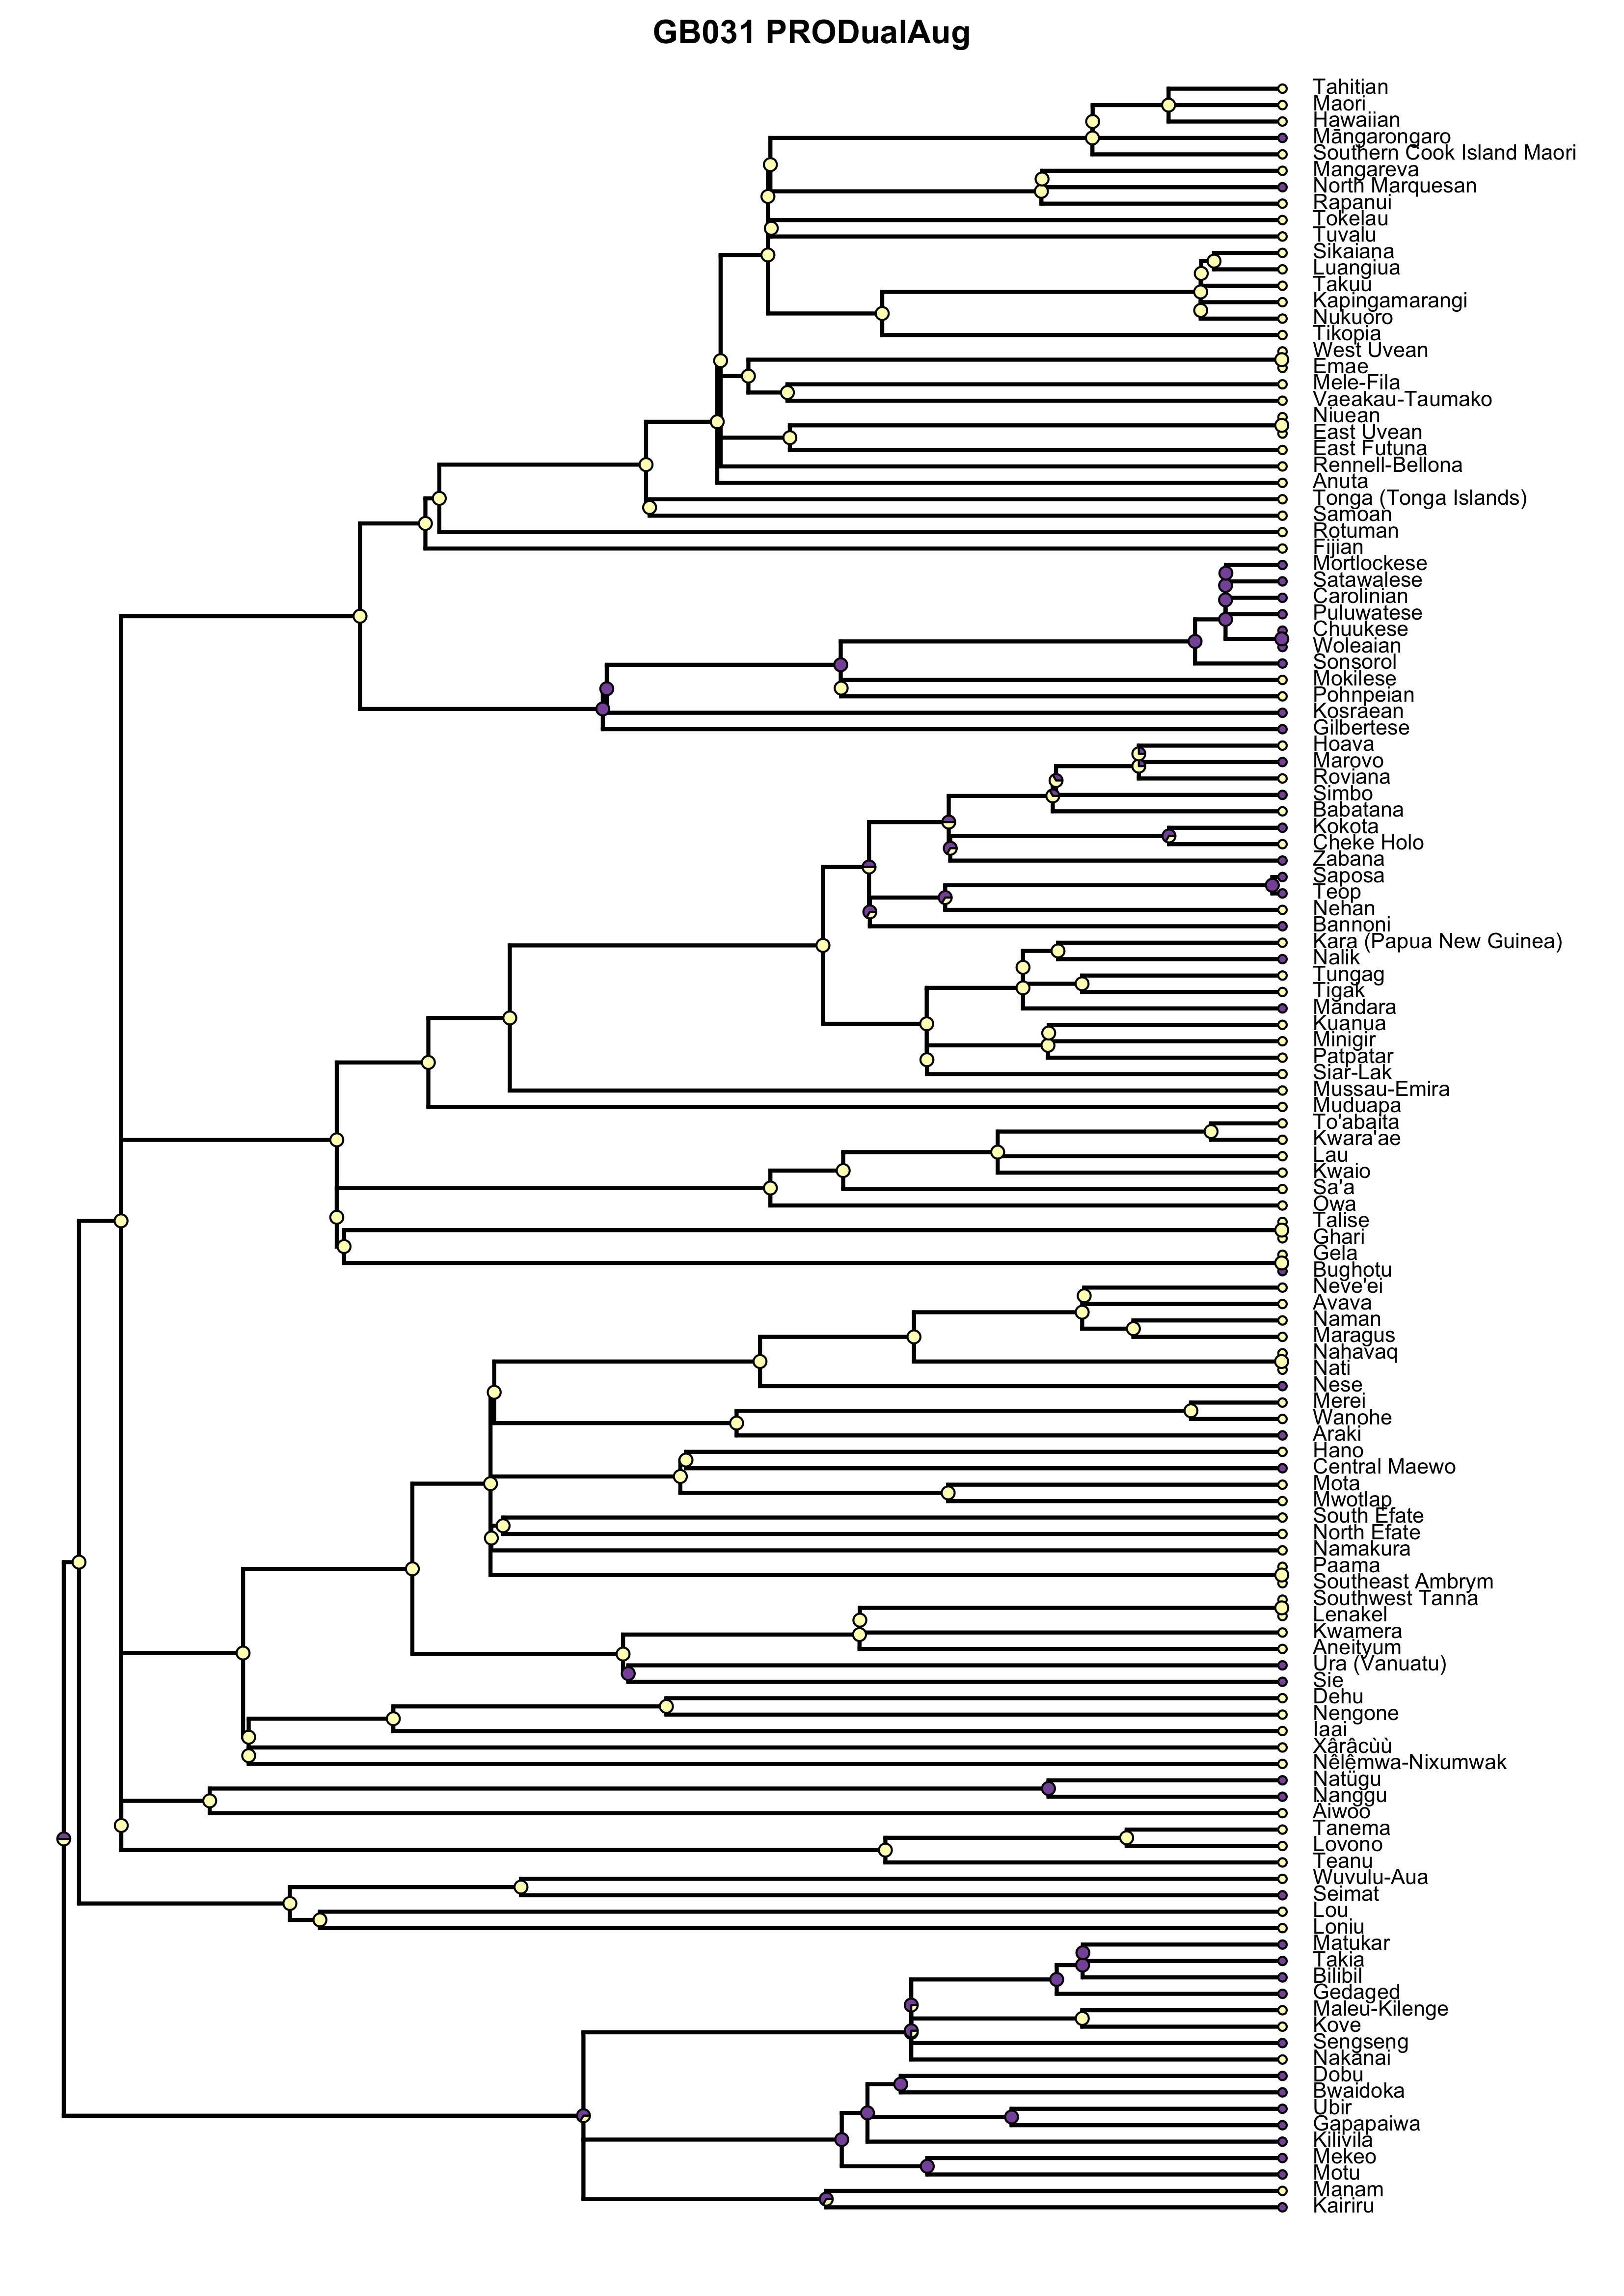 GB031 PRODualAug
Tahitian
Maori
Hawaiian
Māngarongaro
Southern Cook Island Maori
Mangareva
North Marquesan
Rapanui
Tokelau
Tuvalu
Sikaiana
Luangiua
Takuu
Kapingamarangi
Nukuoro
Tikopia
West Uvean
Emae
Mele-Fila
Vaeakau-Taumako
Niuean
East Uvean
East Futuna
Rennell-Bellona
Anuta
Tonga (Tonga Islands)
Samoan
Rotuman
Fijian
Mortlockese
Satawalese
Carolinian
Puluwatese
Chuukese
Woleaian
Sonsorol
Mokilese
Pohnpeian
Kosraean
Gilbertese
Hoava
Marovo
Roviana
Simbo
Babatana
Kokota
Cheke Holo
Zabana
Saposa
Teop
Nehan
Bannoni
Kara (Papua New Guinea)
Nalik
Tungag
Tigak
Mandara
Kuanua
Minigir
Patpatar
Siar-Lak
Mussau-Emira
Muduapa
To'abaita
Kwara'ae
Lau
Kwaio
Sa'a
Owa
Talise
Ghari
Gela
Bughotu
Neve'ei
Avava
Naman
Maragus
Nahavaq
Nati
Nese
Merei
Wanohe
Araki
Hano
Central Maewo
Mota
Mwotlap
South Efate
North Efate
Namakura
Paama
Southeast Ambrym
Southwest Tanna
Lenakel
Kwamera
Aneityum
Ura (Vanuatu)
Sie
Dehu
Nengone
Iaai
Xârâcùù
Nêlêmwa-Nixumwak
Natügu
Nanggu
Aiwoo
Tanema
Lovono
Teanu
Wuvulu-Aua
Seimat
Lou
Loniu
Matukar
Takia
Bilibil
Gedaged
Maleu-Kilenge
Kove
Sengseng
Nakanai
Dobu
Bwaidoka
Ubir
Gapapaiwa
Kilivila
Mekeo
Motu
Manam
Kairiru